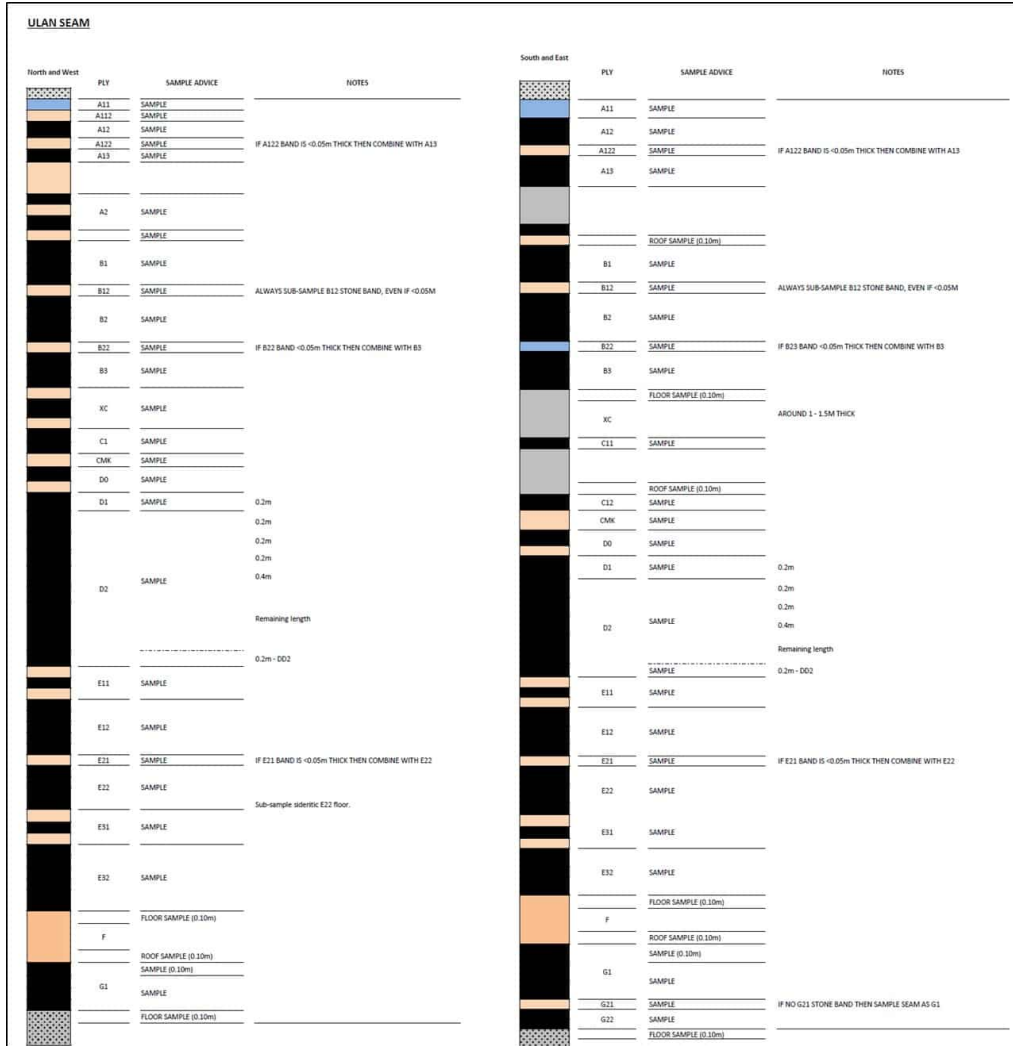 ULAN SEAM
North and West
PLY SAMPLE ADVICE NOTES
A11 SAMPLE
A112 SAMPLE
A12 SAMPLE
A122 SAMPLE IF A122 BAND IS <0.05m THICK THEN COMBINE WITH A13
A13 SAMPLE
A2 SAMPLE
SAMPLE
B1 SAMPLE
B12 SAMPLE ALWAYS SUB-SAMPLE B12 STONE BAND, EVEN IF <0.05M
B2 SAMPLE
B22 SAMPLE IF B22 BAND <0.05m THICK THEN COMBINE WITH B3
B3 SAMPLE
XC SAMPLE
C1 SAMPLE
CMK SAMPLE
D0 SAMPLE
D1 SAMPLE 0.2m
0.2m
0.2m
0.2m
0.4m
D2 SAMPLE
Remaining length
0.2m - DD2
E11 SAMPLE
E12 SAMPLE
E21 SAMPLE IF E21 BAND IS <0.05m THICK THEN COMBINE WITH E22
E22 SAMPLE
Sub-sample sideritic E22 floor.
E31 SAMPLE
E32 SAMPLE
FLOOR SAMPLE (0.10m)
F
ROOF SAMPLE (0.10m)
SAMPLE (0.10m)
G1 SAMPLE
FLOOR SAMPLE (0.10m)
South and East
PLY SAMPLE ADVICE NOTES
A11 SAMPLE
A12 SAMPLE
A122 SAMPLE IF A122 BAND IS <0.05m THICK THEN COMBINE WITH A13
A13 SAMPLE
ROOF SAMPLE (0.10m)
B1 SAMPLE
B12 SAMPLE ALWAYS SUB-SAMPLE B12 STONE BAND, EVEN IF <0.05M
B2 SAMPLE
B22 SAMPLE IF B23 BAND <0.05m THICK THEN COMBINE WITH B3
B3 SAMPLE
FLOOR SAMPLE (0.10m)
XC AROUND 1 - 1.5M THICK
C11 SAMPLE
ROOF SAMPLE (0.10m)
C12 SAMPLE
CMK SAMPLE
D0 SAMPLE
D1 SAMPLE 0.2m
0.2m
0.2m
D2 SAMPLE 0.4m
Remaining length
SAMPLE 0.2m - DD2
E11 SAMPLE
E12 SAMPLE
E21 SAMPLE IF E21 BAND IS <0.05m THICK THEN COMBINE WITH E22
E22 SAMPLE
E31 SAMPLE
E32 SAMPLE
FLOOR SAMPLE (0.10m)
F
ROOF SAMPLE (0.10m)
SAMPLE (0.10m)
G1 SAMPLE
G21 SAMPLE IF NO G21 STONE BAND THEN SAMPLE SEAM AS G1
G22 SAMPLE
FLOOR SAMPLE (0.10m)